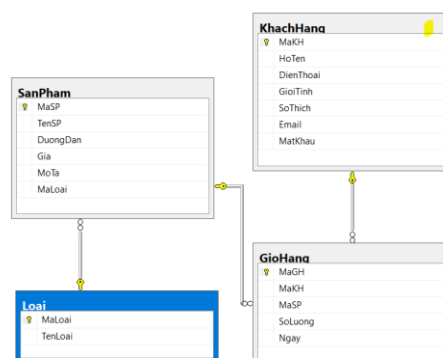 KhachHang
MaKH
HoTen
DienThoai
GioiTinh
SoThich
Email
MatKhau
SanPham
MaSP
TenSP
DuongDan
Gia
MoTa
MaLoai
Loai
MaLoai
TenLoai
GioHang
MaGH
MaKH
MaSP
SoLuong
Ngay